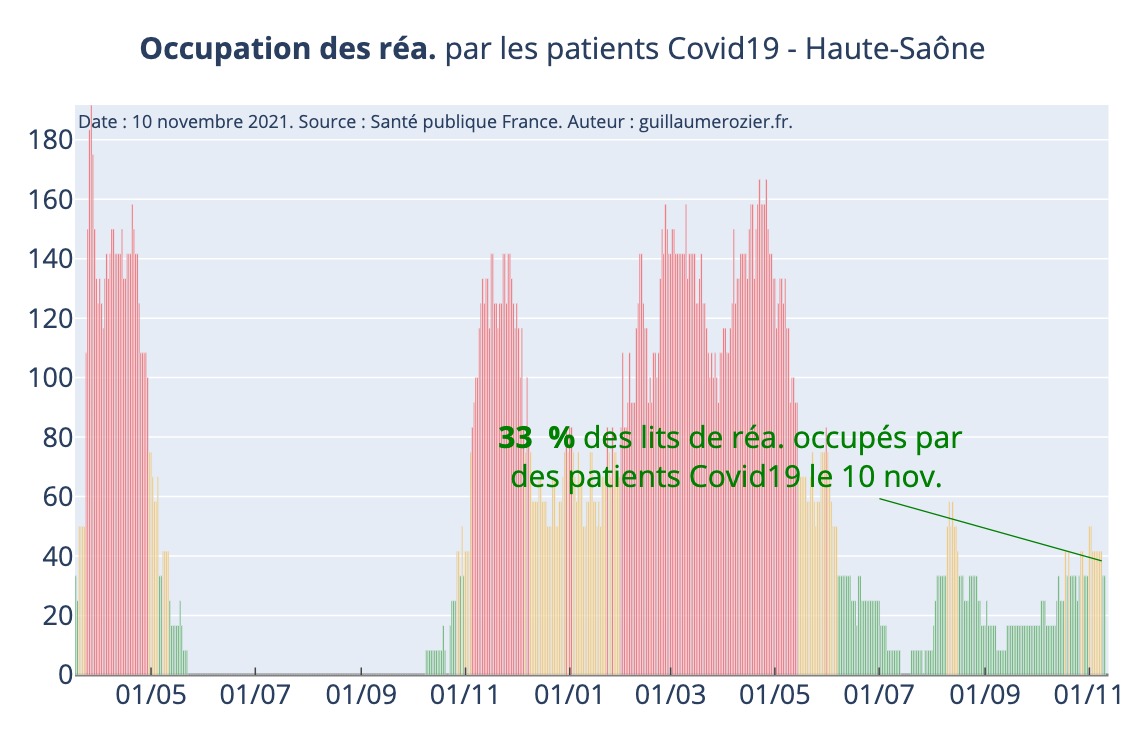 Occupation des réa. par les patients Covid19 - Haute-Saône
Date : 10 novembre 2021. Source : Santé publique France. Auteur : guillaumerozier.fr.
180
160
140
120
100
80
60
40
20
0
33 % des lits de réa. occupés par
des patients Covid19 le 10 nov.
01/05 01/07 01/09 01/11 01/01 01/03 01/05 01/07 01/09 01/11